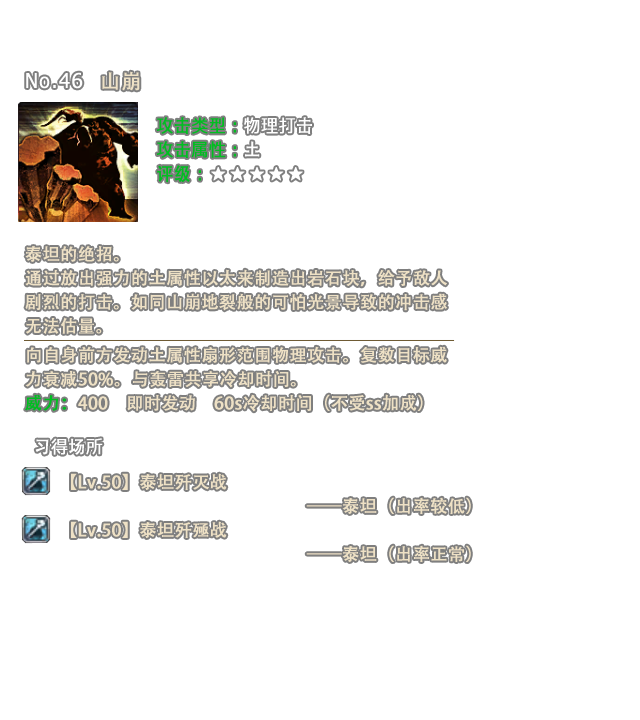 No.46 山崩
攻击类型：物理打击
攻击属性：土
评级：☆☆☆☆☆
泰坦的绝招。
通过放出强力的土属性以太来制造出岩石块，给予敌人
剧烈的打击。如同山崩地裂般的可怕光景导致的冲击感
无法估量。
向自身前方发动土属性扇形范围物理攻击。复数目标威
力衰减50%。与轰雷共享冷却时间。
威力：400 即时发动 60s冷却时间（不受ss加成）
习得场所
【Lv.50】泰坦歼灭战
——泰坦（出率较低）
【Lv.50】泰坦歼殛战
——泰坦（出率正常）